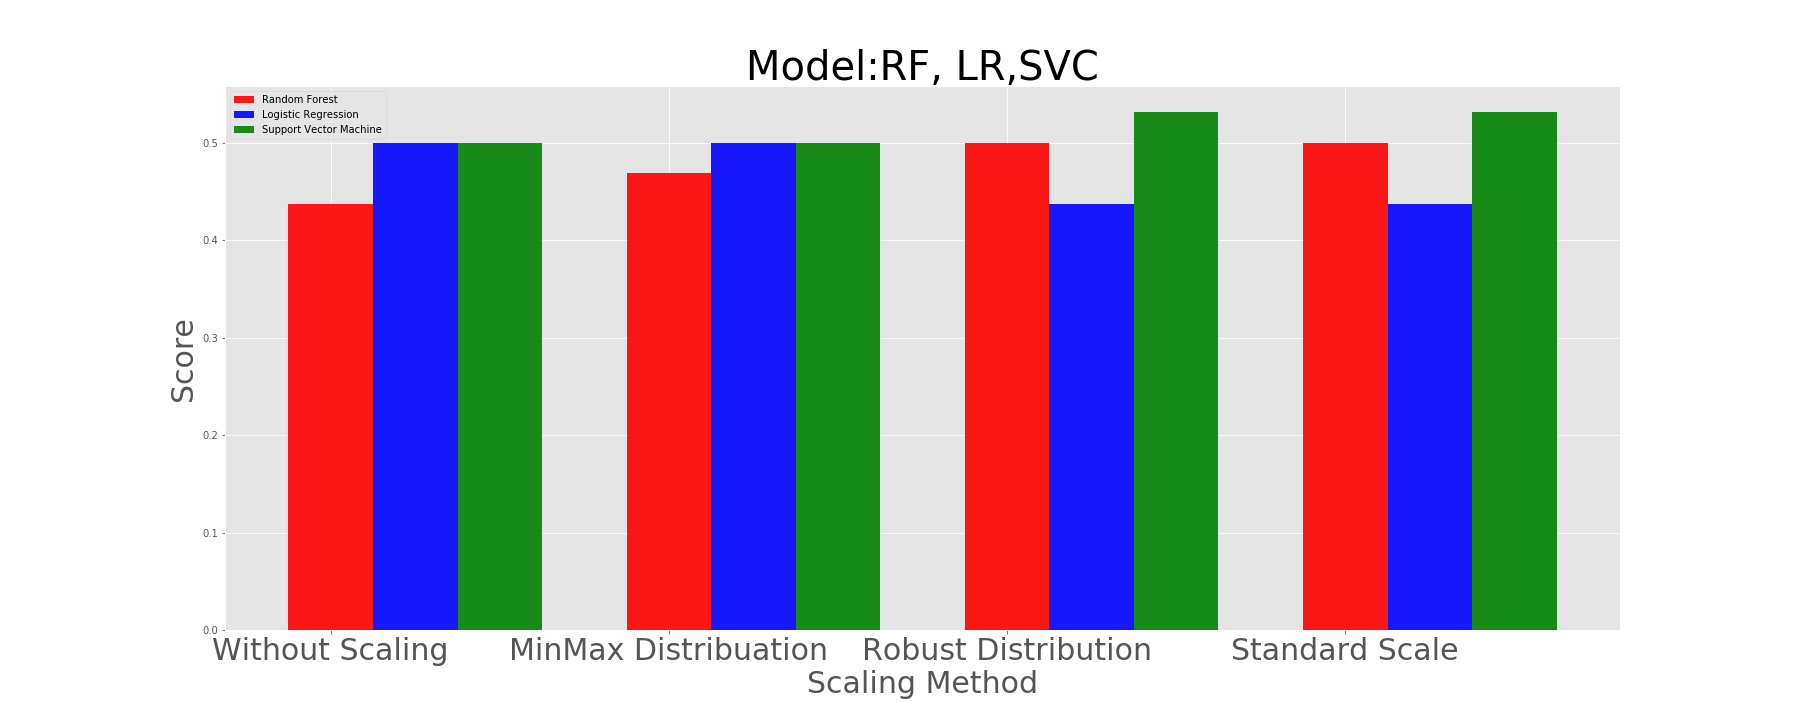 Model:RF, LR,SVC
Random Forest
Logistic Regression
Support Vector Machine
0.5
0.4
0.3
0.2
0.1
0.0
Score
Without Scaling
MinMax Distribuation
Robust Distribution
Standard Scale
Scaling Method